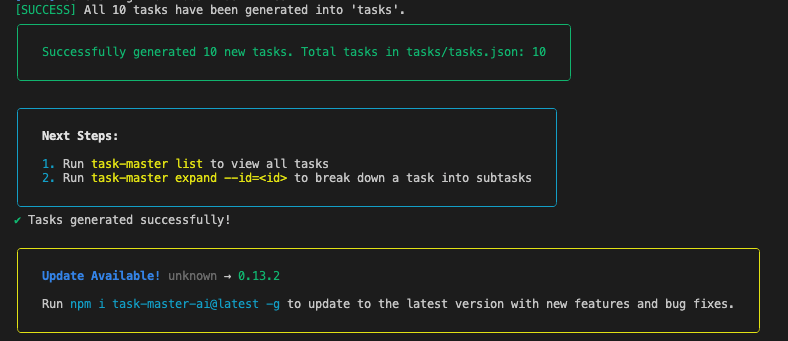 [SUCCESS] All 10 tasks have been generated into 'tasks'.
Successfully generated 10 new tasks. Total tasks in tasks/tasks.json: 10
Next Steps:
1. Run task-master list to view all tasks
2. Run task-master expand --id=<id> to break down a task into subtasks
✔ Tasks generated successfully!
Update Available! unknown → 0.13.2
Run npm i task-master-ai@latest -g to update to the latest version with new features and bug fixes.